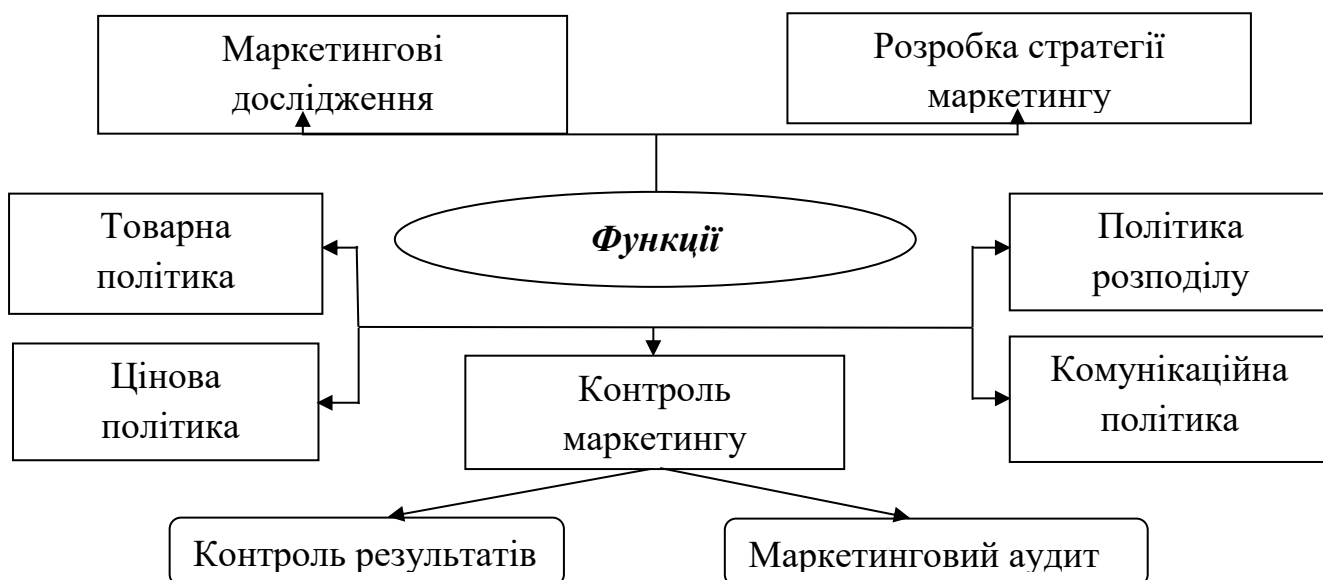 Маркетингові
дослідження
Розробка стратегії
маркетингу
Функції
Товарна
політика
Політика
розподілу
Цінова
політика
Контроль
маркетингу
Комунікаційна
політика
Контроль результатів
Маркетинговий аудит